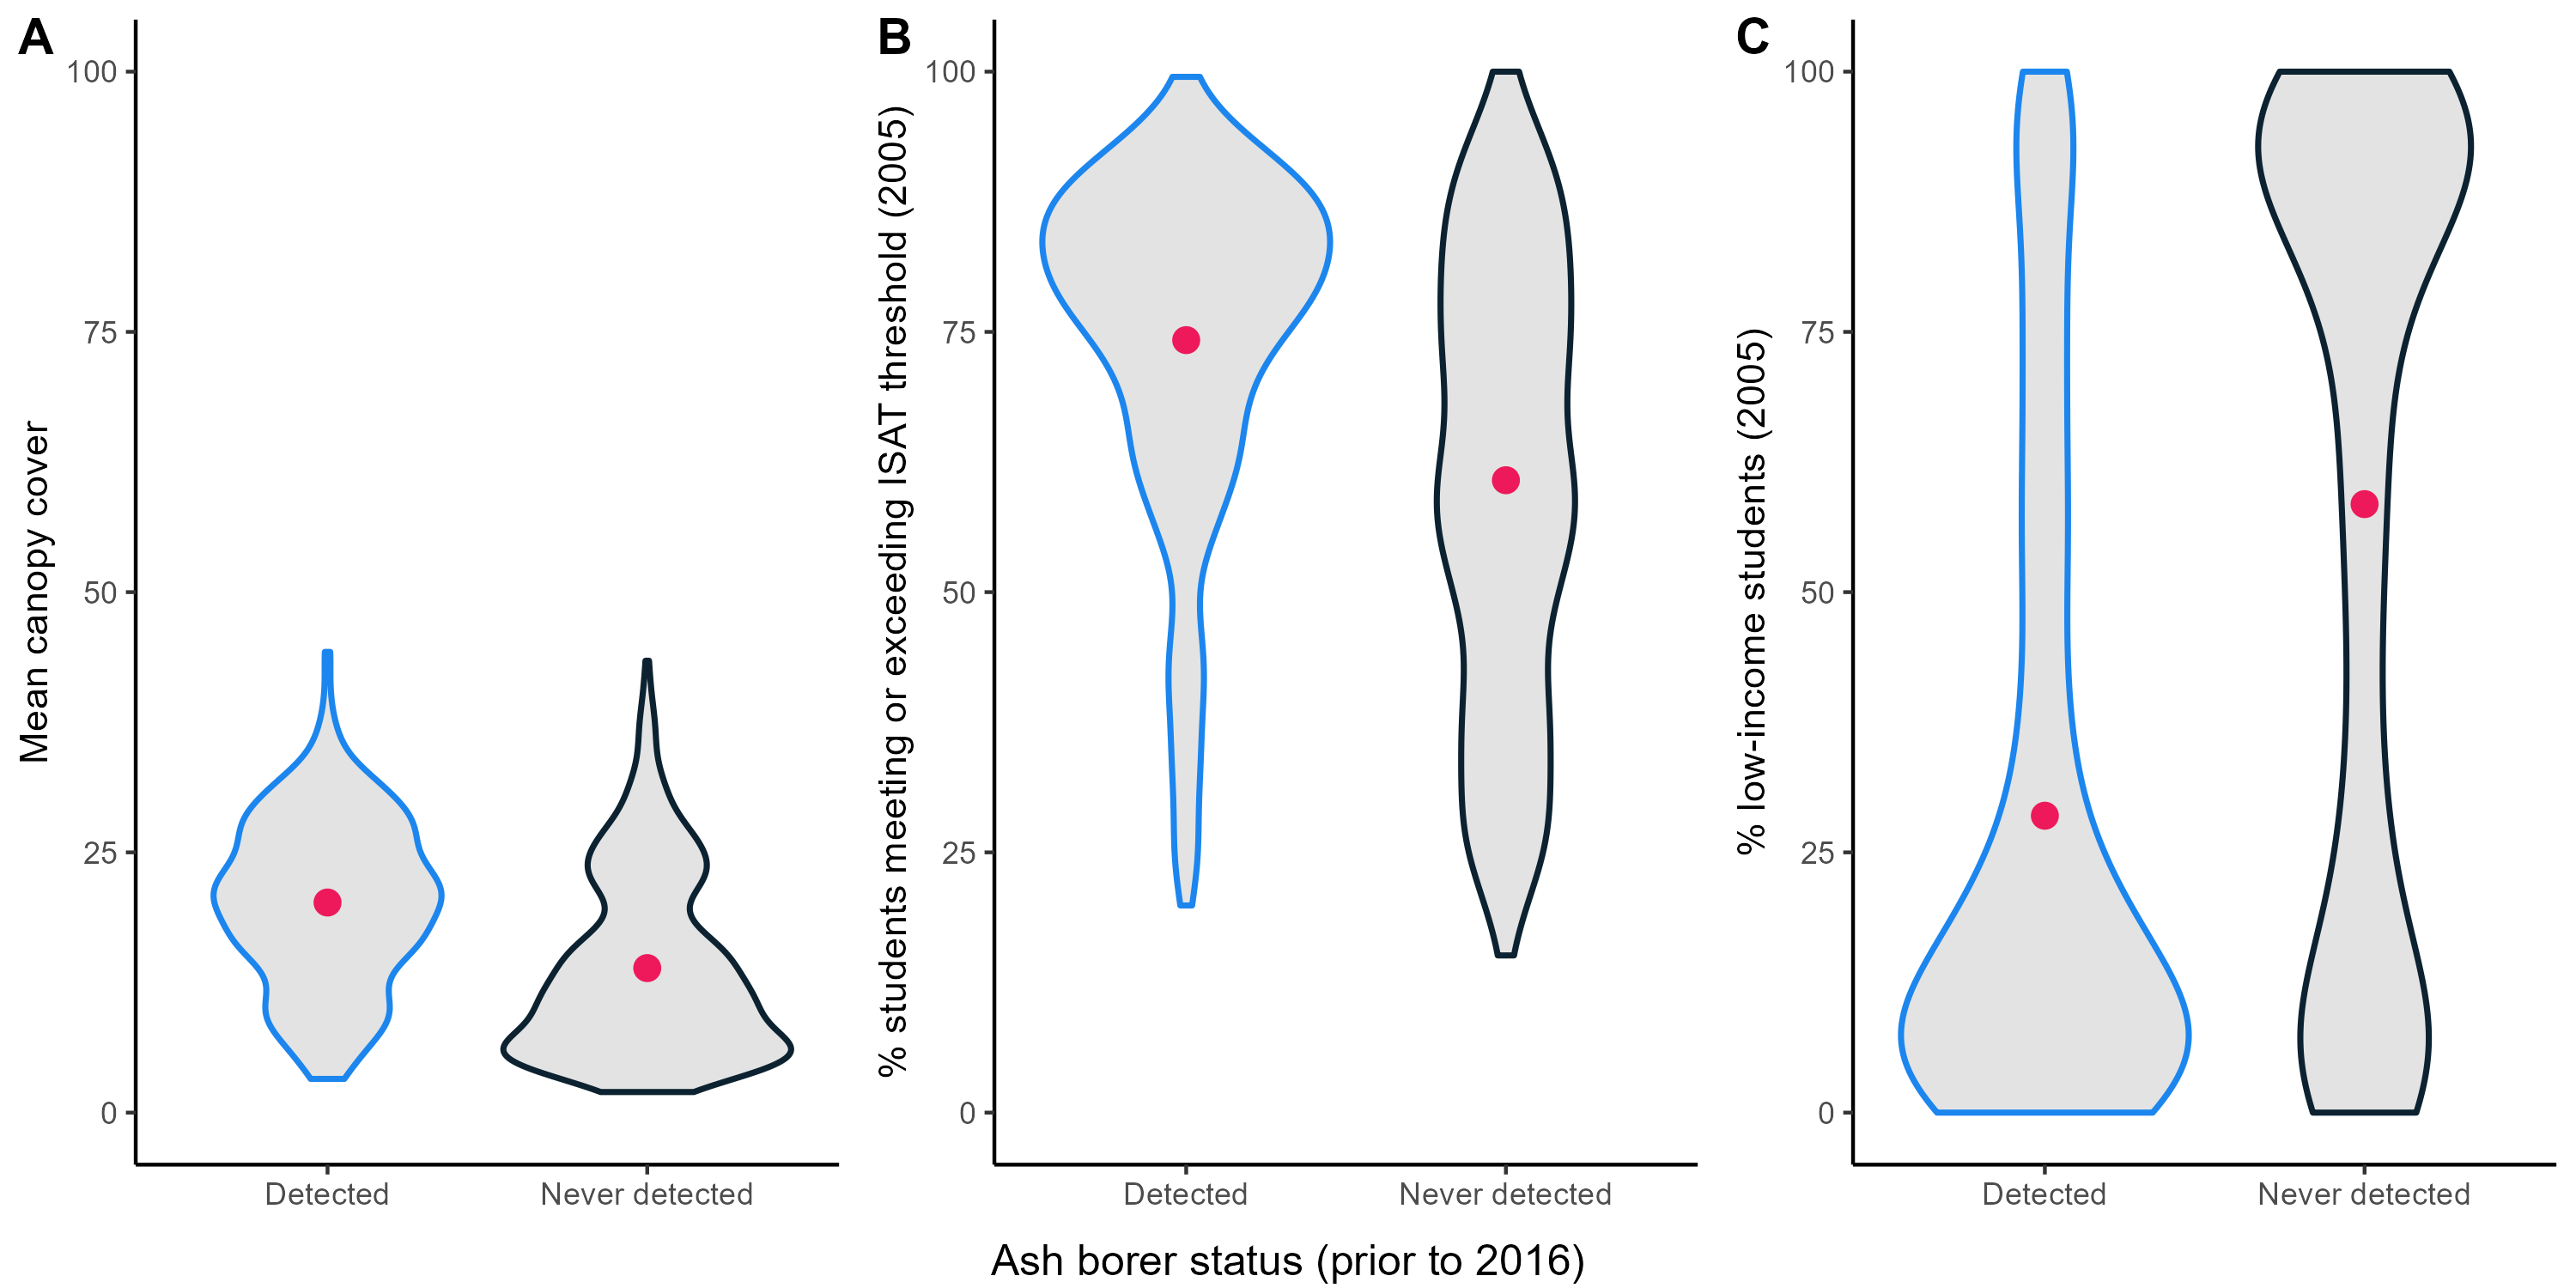 A
Mean canopy cover
100
75
50
25
0
Detected
Never detected
B
% students meeting or exceeding ISAT threshold (2005)
100
75
50
25
0
Detected
Never detected
C
% low-income students (2005)
100
75
50
25
0
Detected
Never detected
Ash borer status (prior to 2016)